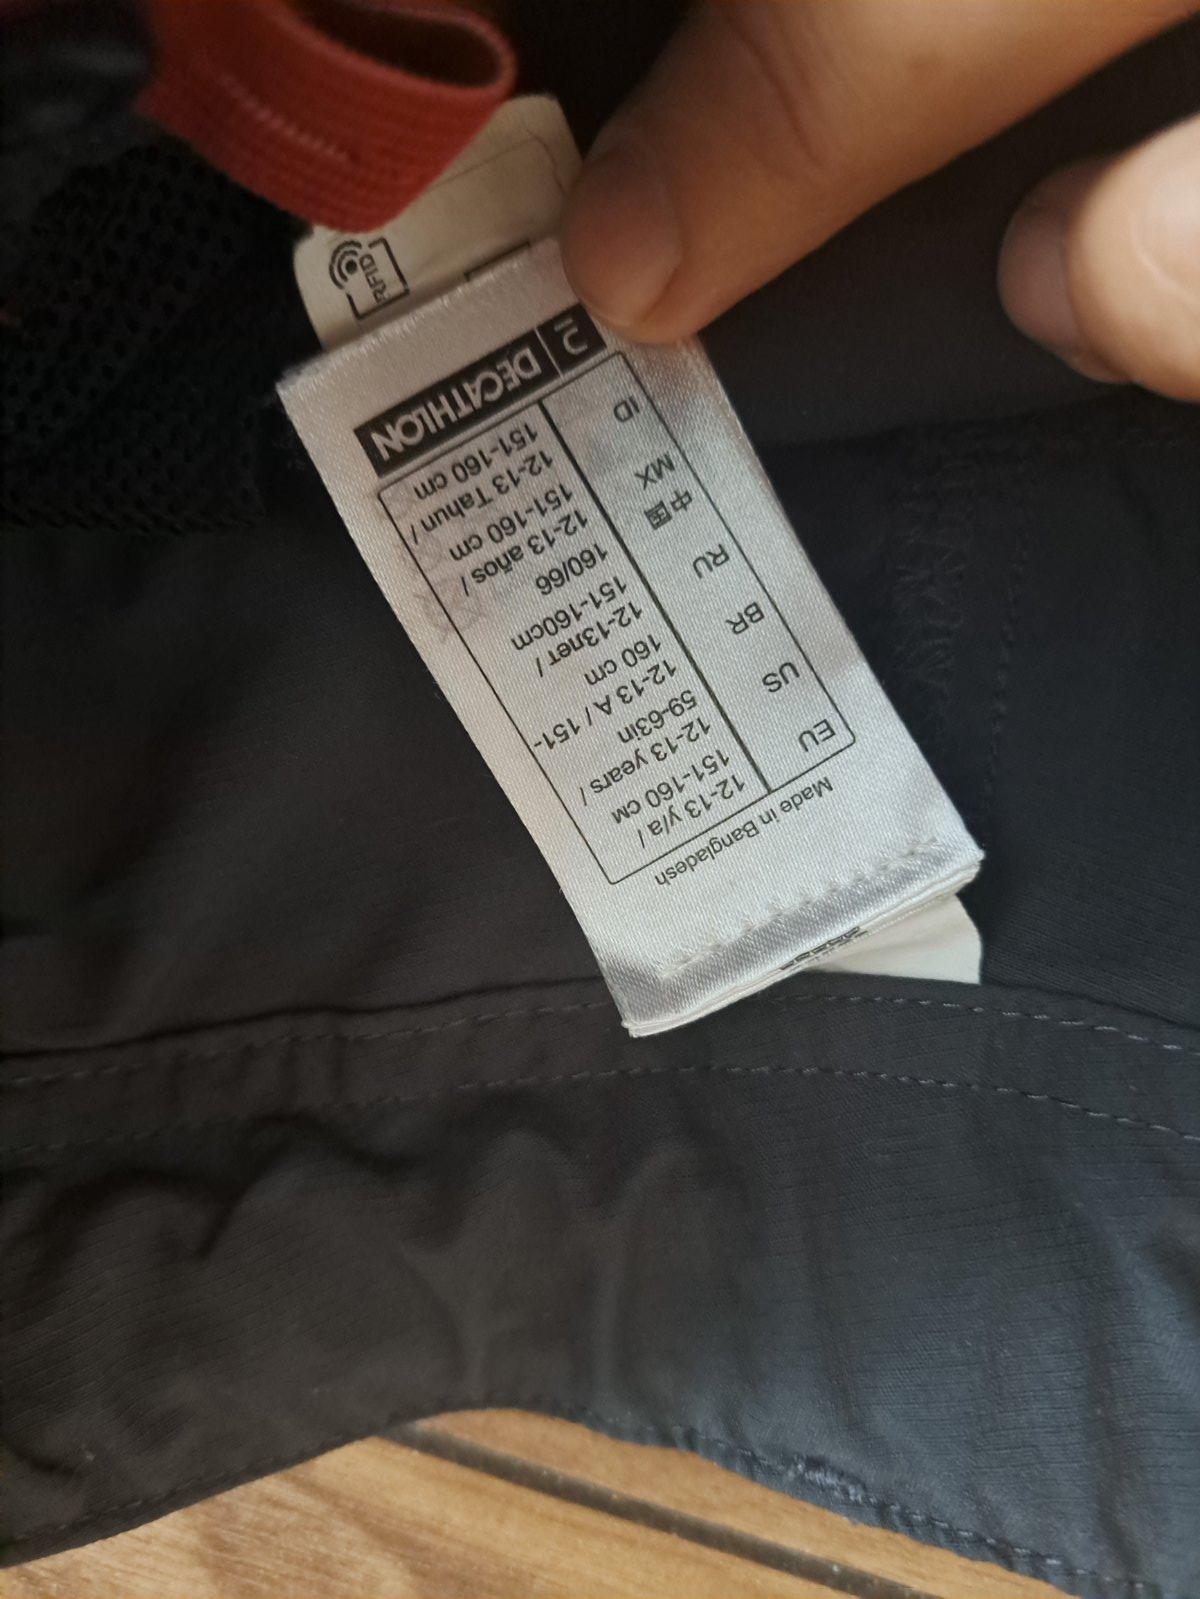 Made in Bangladesh
EU 12-13 y/a /
151-160 см
US 12-13 years /
59-63in
BR 12-13 A / 151-
160 cm
RU 12-13лет /
151-160cm
中国 160/66
MX 12-13 años /
151-160 cm
ID 12-13 Tahun /
151-160 cm
DECATHLON
RFID